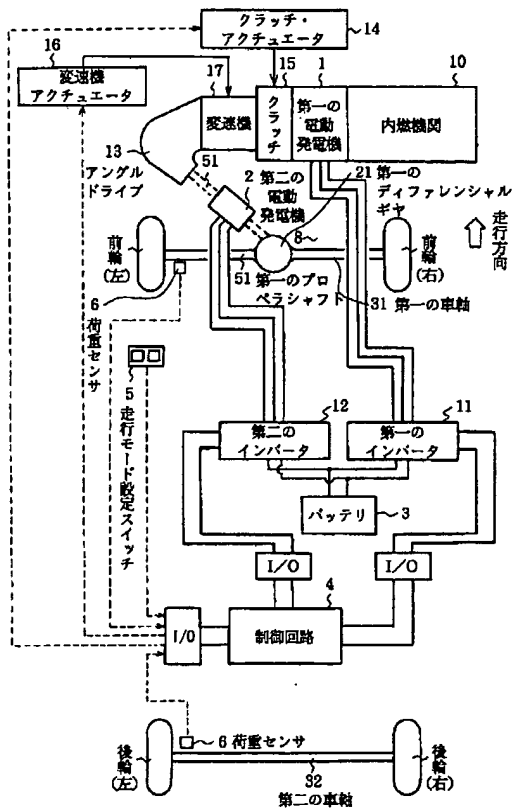 クラッチ・
アクチュエータ
14
16
変速機
アクチュエータ
17
15
1
10
変速機
クラッチ
第一の
電動
発電機
内燃機関
13
アングル
ドライブ
51
2 第二の
電動
発電機
21 第一の
ディファレンシャル
ギヤ
8
走行方向
前輪
(左)
前輪
(右)
6
荷重センサ
51 第一のプロ
ペラシャフト
31 第一の車軸
5 走行モード設定スイッチ
12
第二の
インバータ
11
第一の
インバータ
バッテリ
3
I/O
I/O
4
I/O
制御回路
6 荷重センサ
後輪
(左)
後輪
(右)
32
第二の車軸